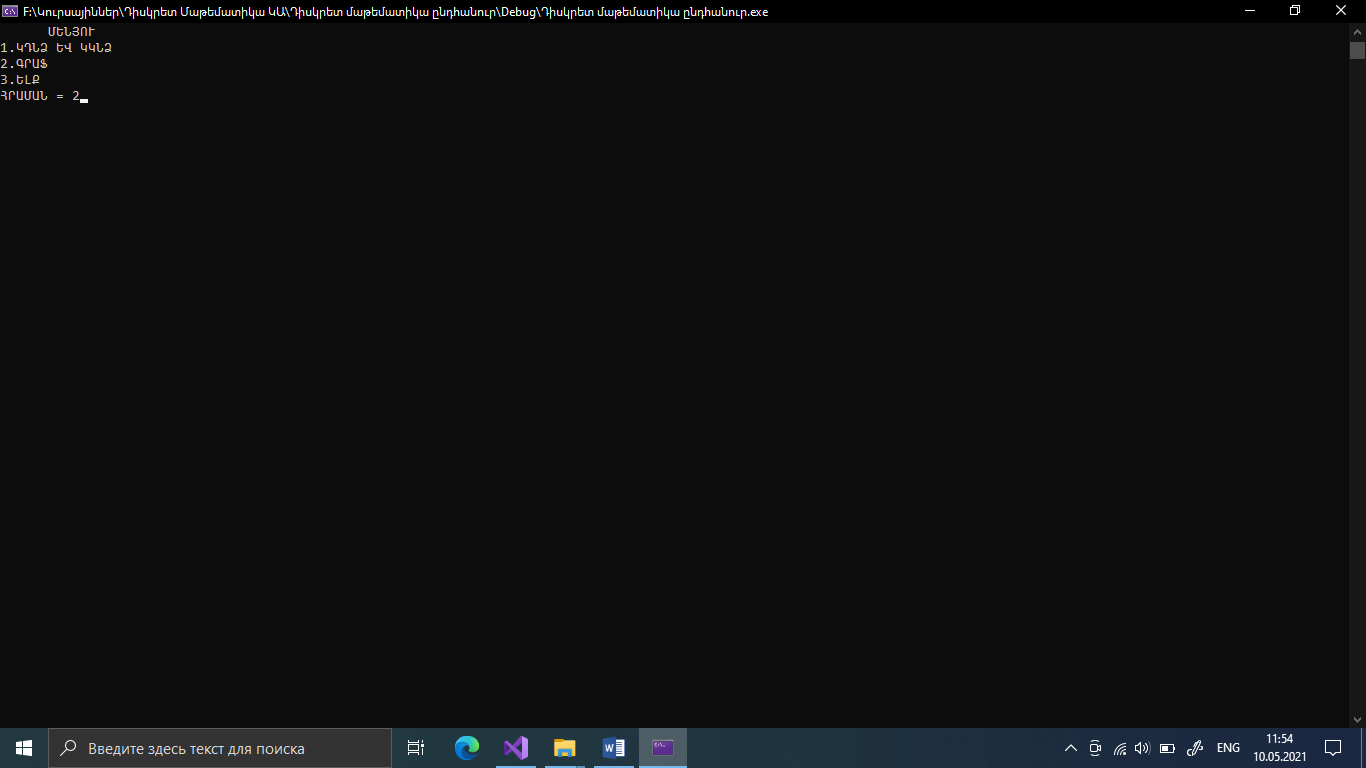 F:\Կուրսայիններ\Դիսկրետ Մաթեմատիկա ԿԱ\Դիսկրետ մաթեմատիկա ընդհանուր\Debug\Դիսկրետ մաթեմատիկա ընդհանուր.exe
ՄԵՆՅՈՒ
1.ԿԴՆՁ ԵՎ ԿԿՆՁ
2.ԳՐԱՖ
3.ԵԼՔ
ՀՐԱՄԱՆ = 2
Введите здесь текст для поиска
ENG
11:54
10.05.2021